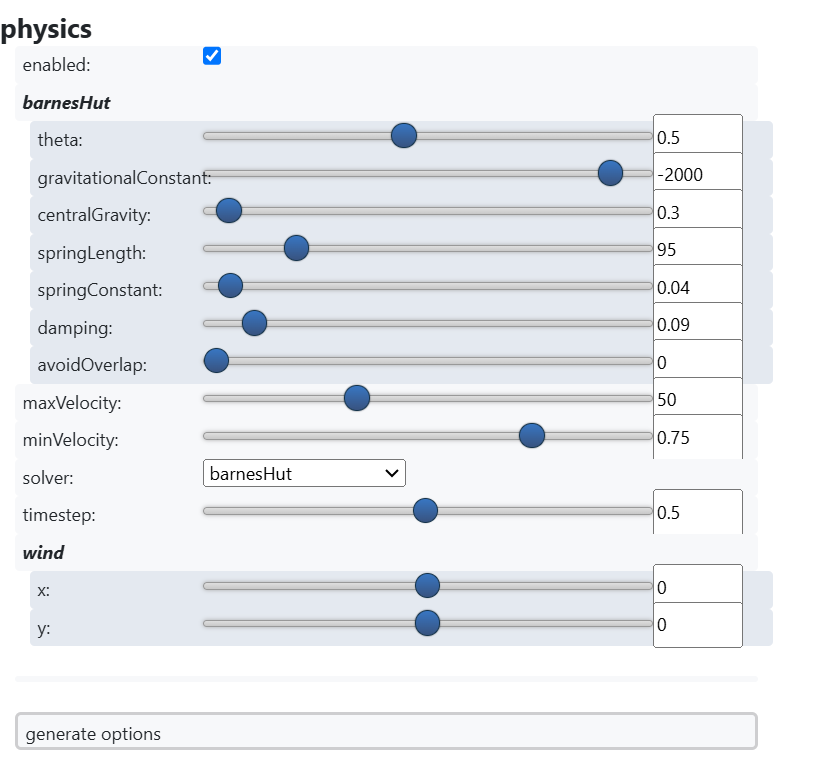 physics
enabled:
barnesHut
theta: 0.5
gravitationalConstant: -2000
centralGravity: 0.3
springLength: 95
springConstant: 0.04
damping: 0.09
avoidOverlap: 0
maxVelocity: 50
minVelocity: 0.75
solver: barnesHut
timestep: 0.5
wind
x: 0
y: 0
generate options